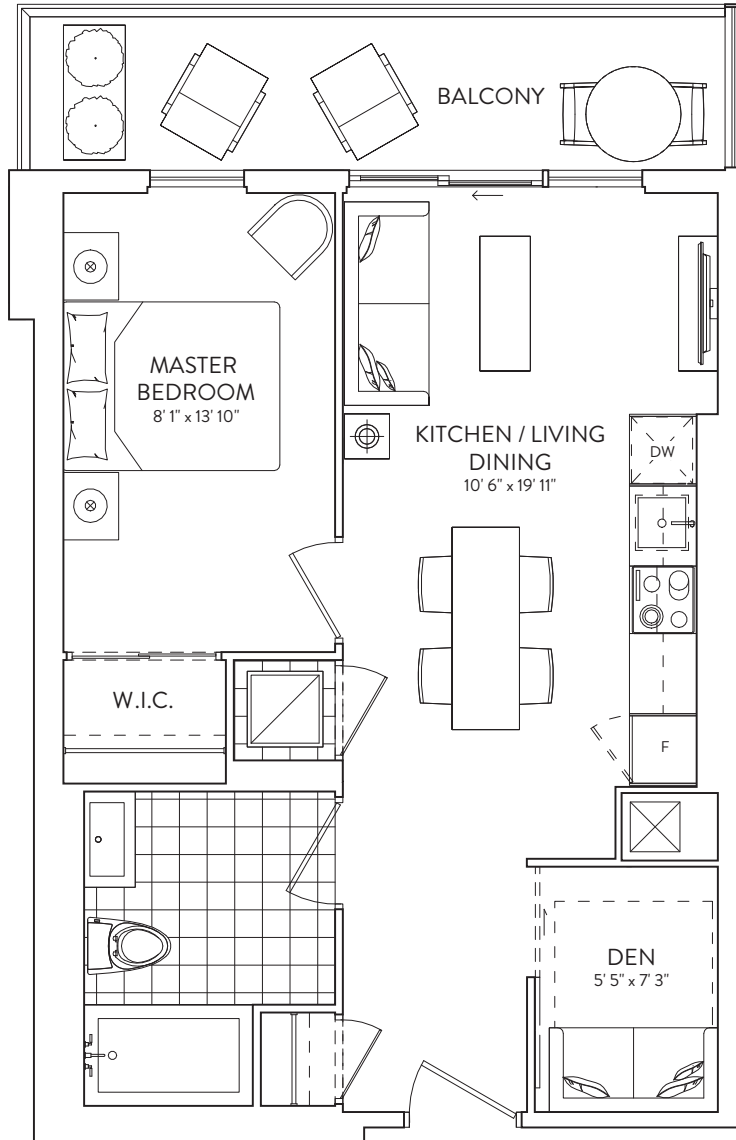 BALCONY
MASTER
BEDROOM
8' 1" x 13' 10"
KITCHEN / LIVING
DINING
10' 6" x 19' 11"
DW
W.I.C.
F
DEN
5' 5" x 7' 3"